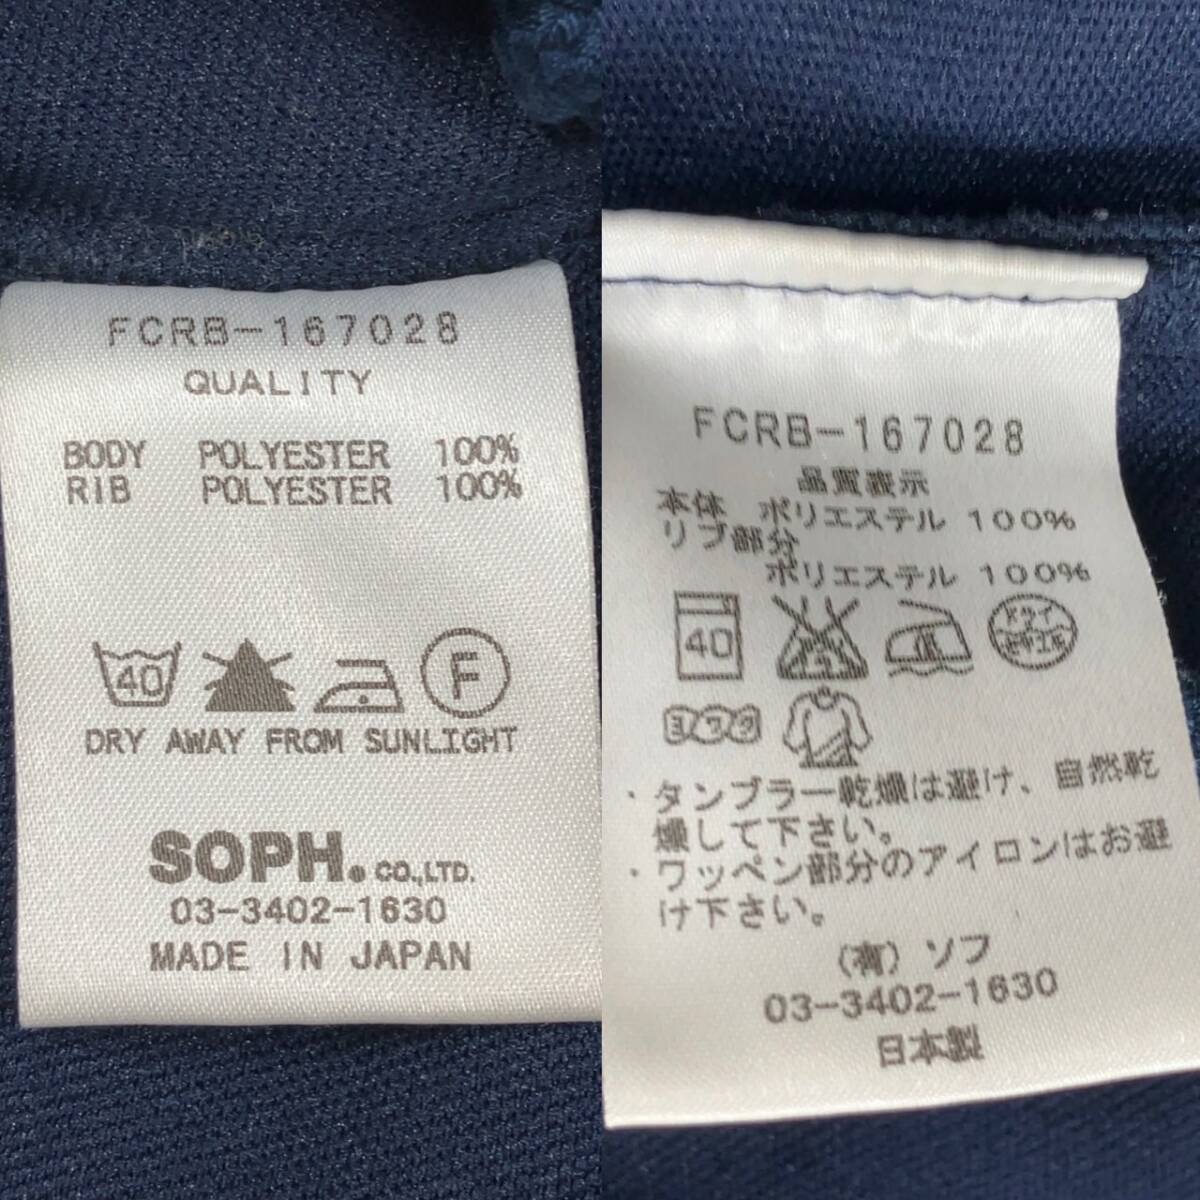 FCRB-167028
QUALITY
BODY POLYESTER 100%
RIB POLYESTER 100%
40
F
DRY AWAY FROM SUNLIGHT
SOPH. CO.,LTD.
03-3402-1630
MADE IN JAPAN
FCRB-167028
品質表示
本体 ポリエステル 100%
リブ部分
ポリエステル 100%
40
低
ドライ
セキユ系
ヨワク
・タンブラー乾燥は避け、自然乾
燥して下さい。
・ワッペン部分のアイロンはお避
け下さい。
(有) ソフ
03-3402-1630
日本製